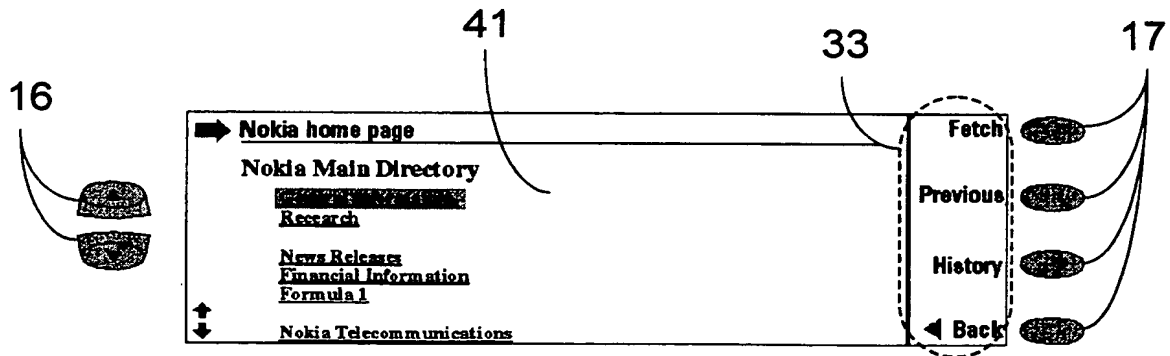 41
33
17
16
Nokia home page
Fetch
Nokia Main Directory
Previous
Research
News Releases
History
Financial Information
Formula 1
Back
Nokia Telecommunications